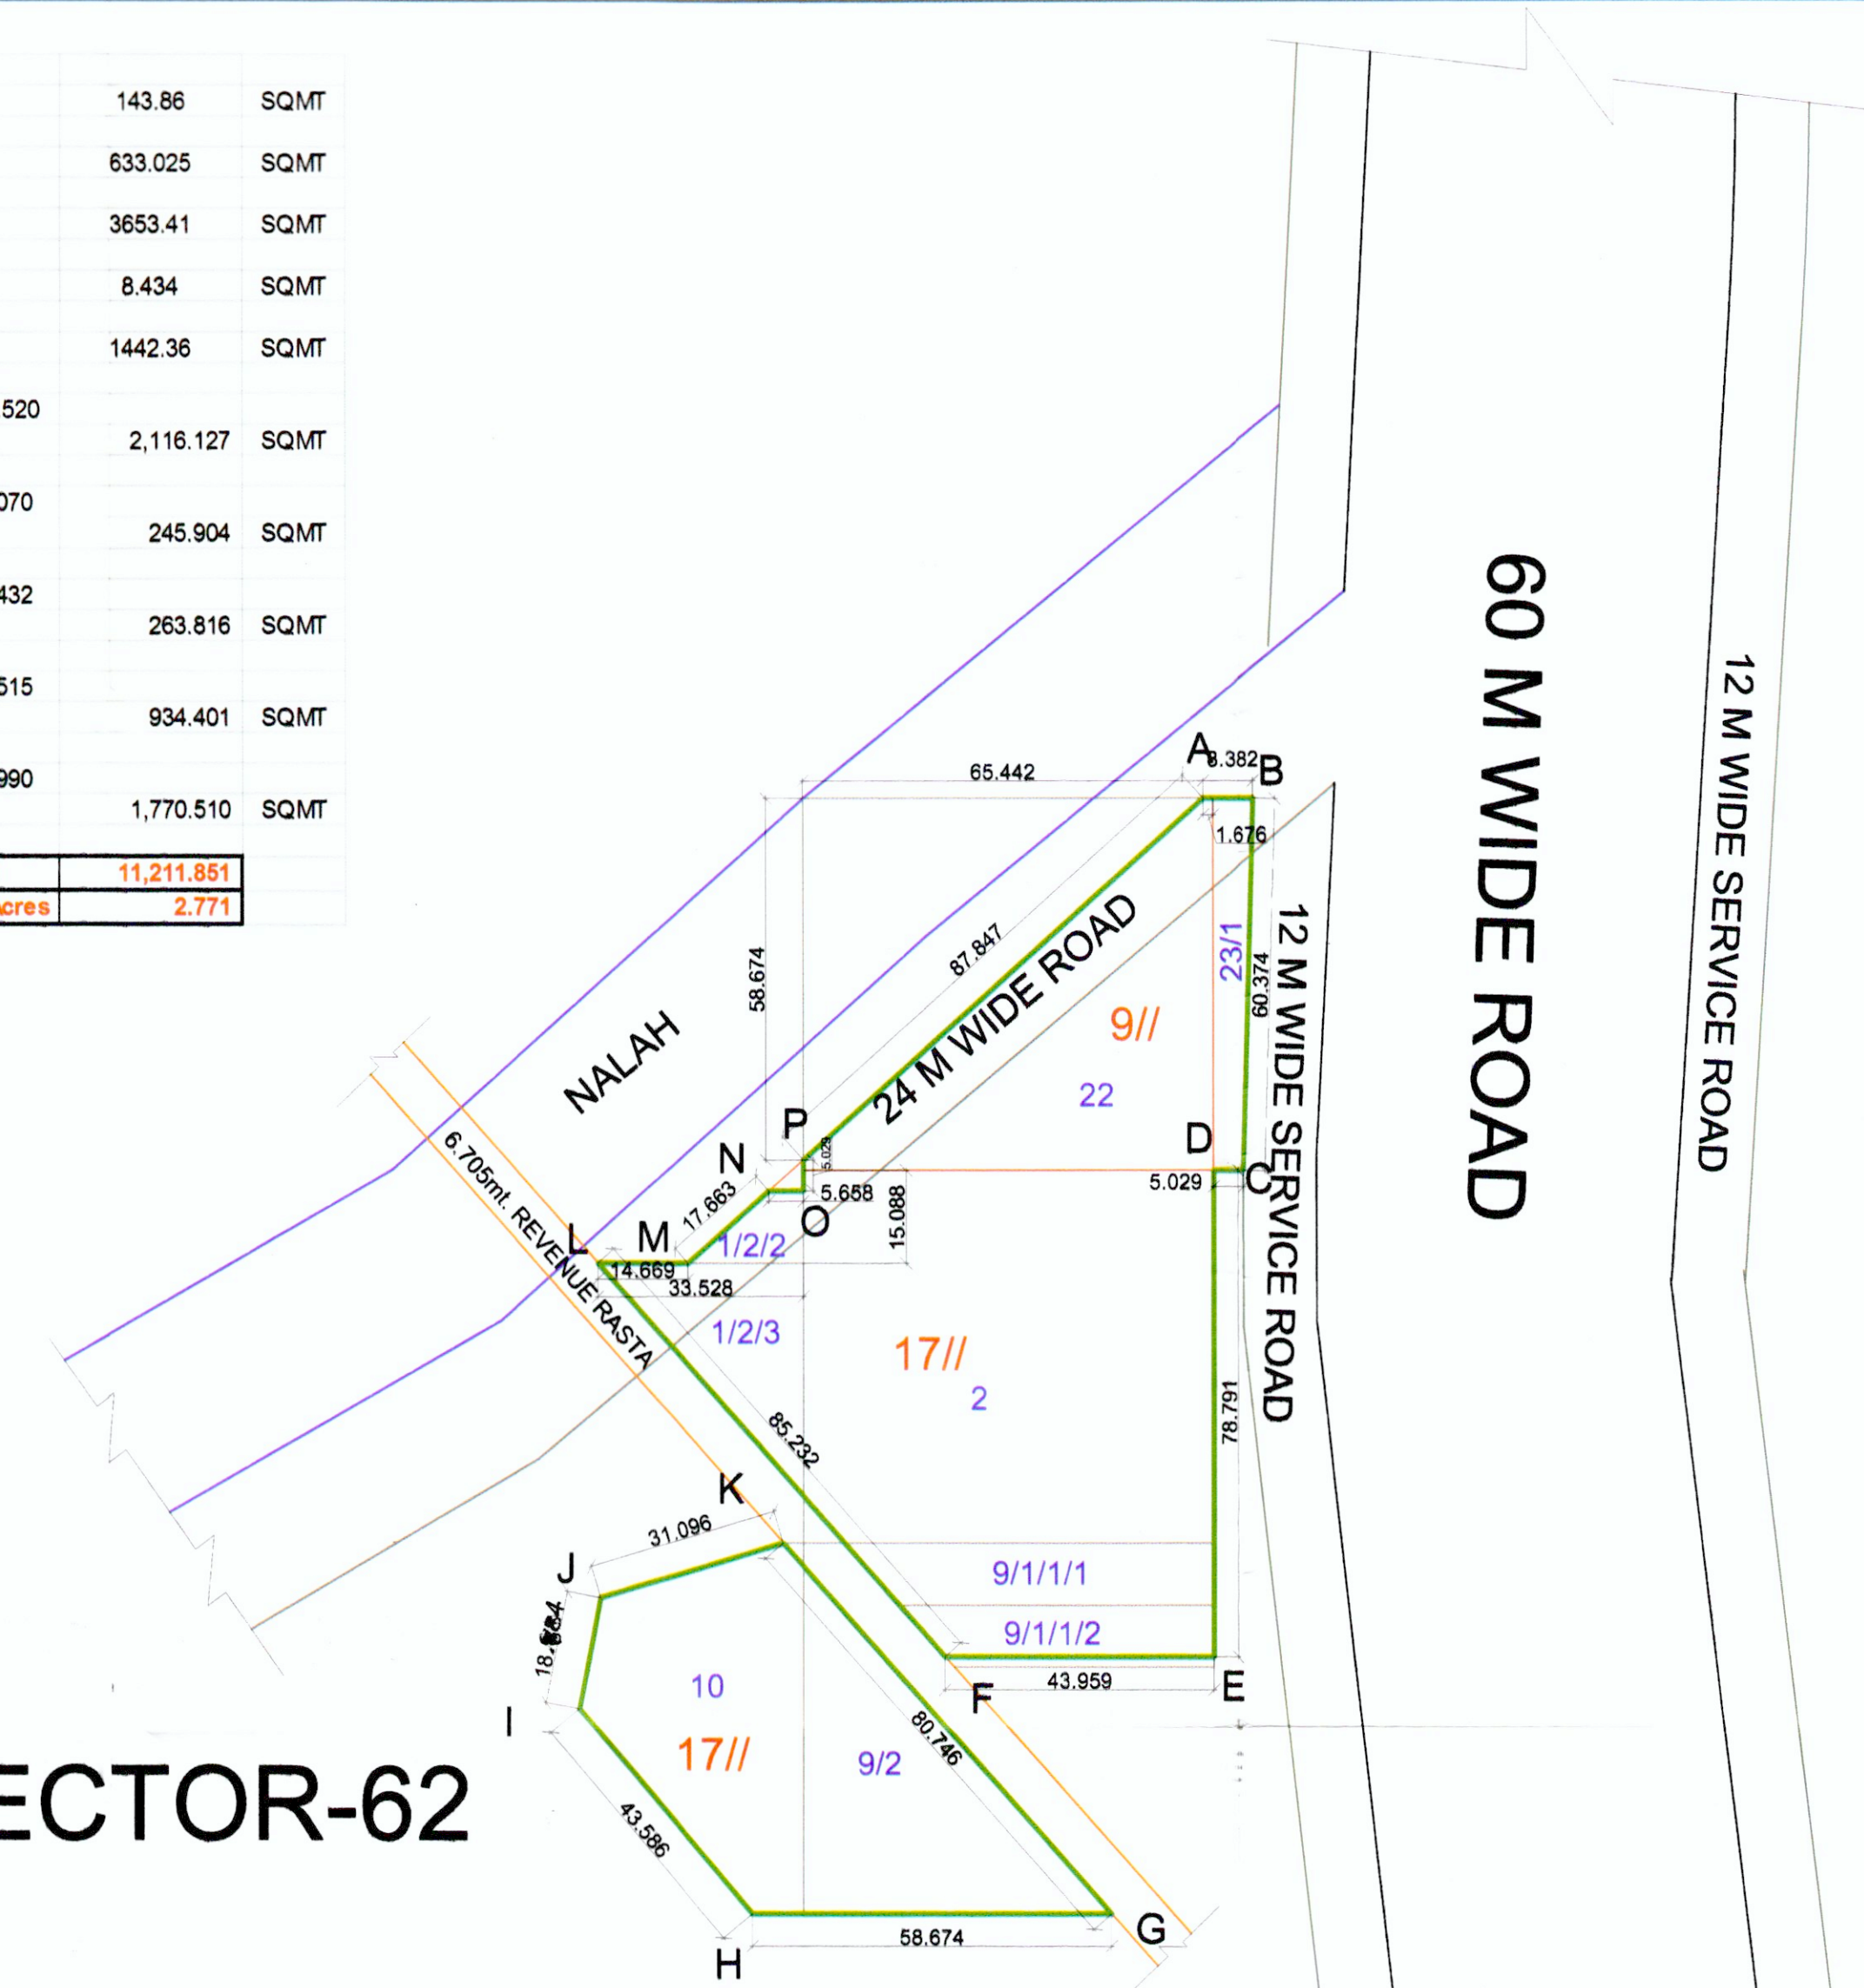 143.86 SQMT
633.025 SQMT
3653.41 SQMT
8.434 SQMT
1442.36 SQMT
520
2,116.127 SQMT
070
245.904 SQMT
432
263.816 SQMT
515
934.401 SQMT
990
1,770.510 SQMT
11,211.851
cres 2.771
60 M WIDE ROAD
12 M WIDE SERVICE ROAD
A
8.382
B
65.442
1.676
87.847
58.674
24 M WIDE ROAD
23/1
60.374
12 M WIDE SERVICE ROAD
9//
22
NALAH
P
5.029
D
N
C
5.029
5.658
17.663
O
15.088
6.705mt. REVENUE RASTA
L
M
1/2/2
14.669
33.528
1/2/3
17//
2
78.791
85.232
K
31.096
J
9/1/1/1
9/1/1/2
43.959
E
F
10
I
17//
9/2
80.746
ECTOR-62
43.586
G
58.674
H